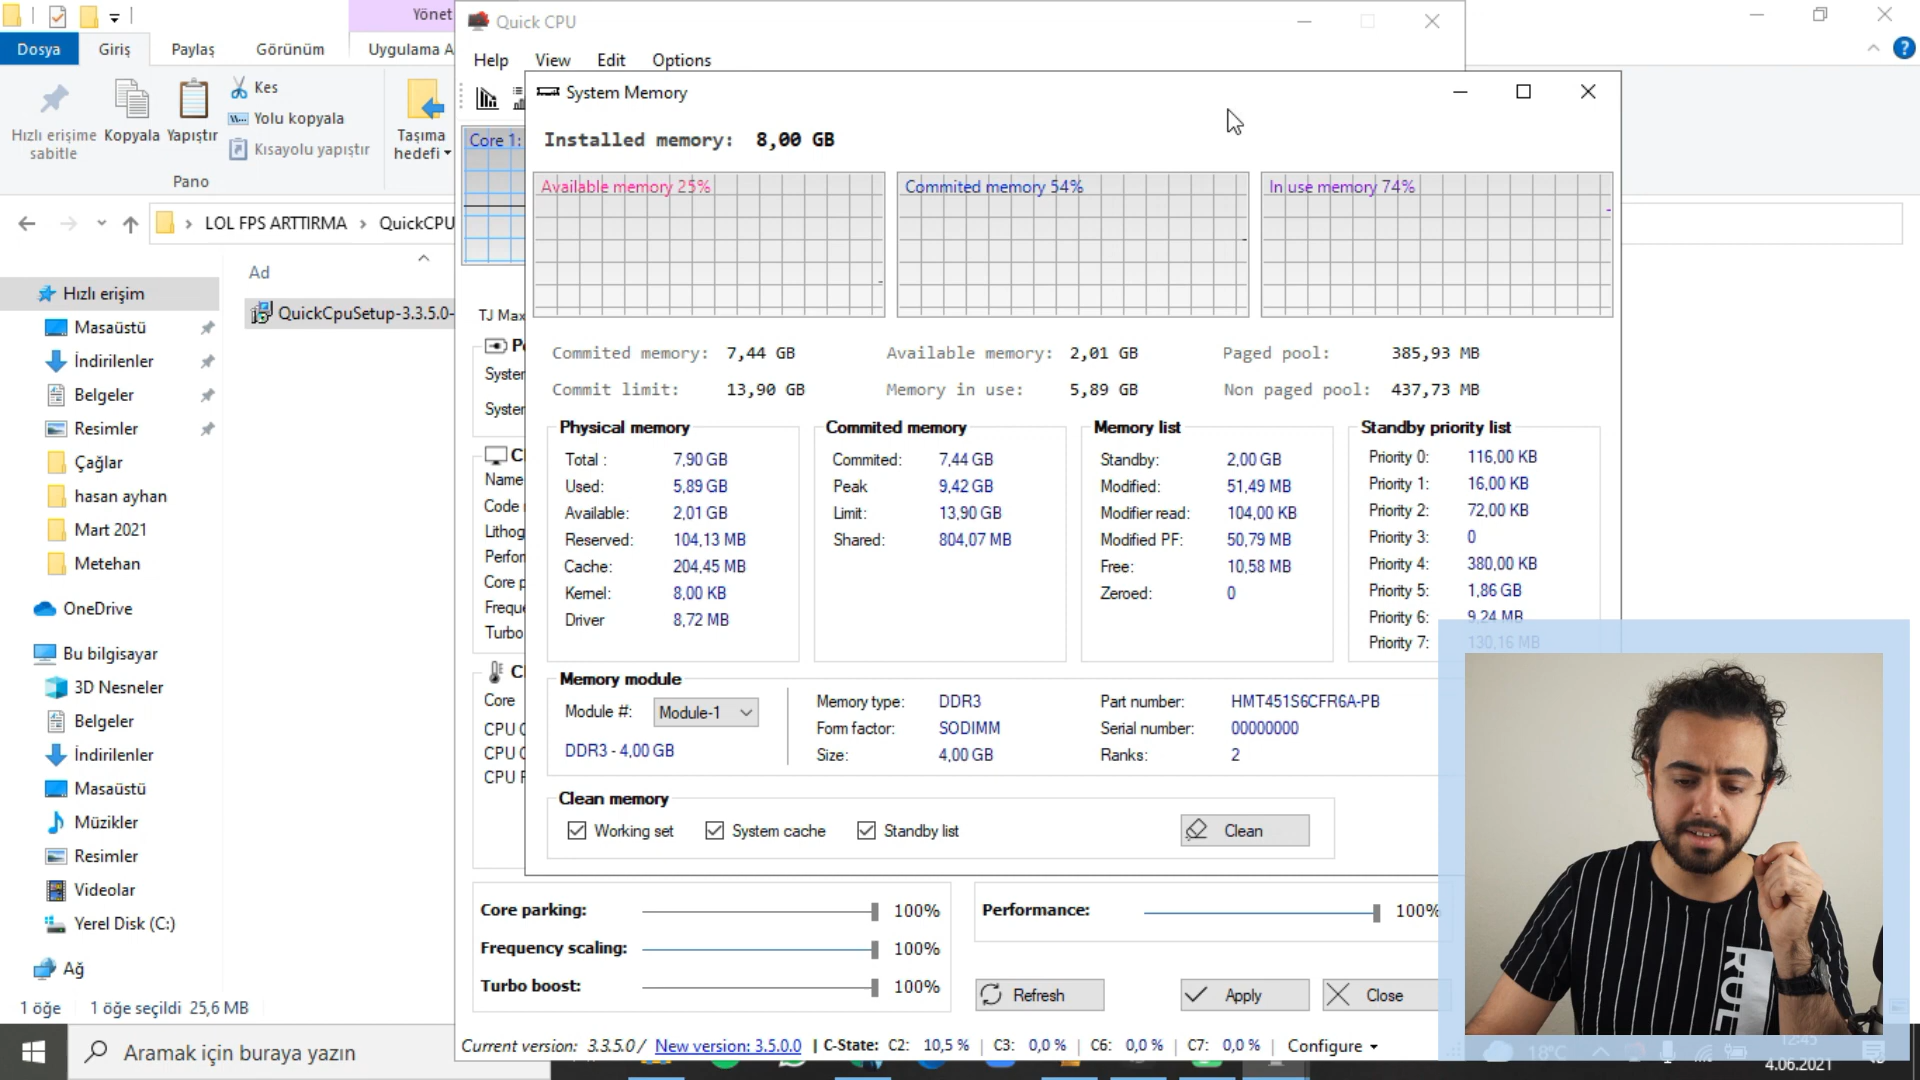 Yönet
Dosya
Giriş
Paylaş
Görünüm
Uygulama A
Hızlı erişime sabitle
Kopyala
Yapıştır
Kes
Yolu kopyala
Kısayolu yapıştır
Taşıma hedefi
Pano
LOL FPS ARTTIRMA
QuickCPU
Ad
QuickCpuSetup-3.3.5.0-
Hızlı erişim
Masaüstü
İndirilenler
Belgeler
Resimler
Çağlar
hasan ayhan
Mart 2021
Metehan
OneDrive
Bu bilgisayar
3D Nesneler
Belgeler
İndirilenler
Masaüstü
Müzikler
Resimler
Videolar
Yerel Disk (C:)
Ağ
1 öğe
1 öğe seçildi 25,6 MB
Aramak için buraya yazın
Quick CPU
Help View Edit Options
Core 1:
TJ Max
System Memory
Installed memory: 8,00 GB
Available memory 25%
Commited memory 54%
In use memory 74%
Commited memory: 7,44 GB
Available memory: 2,01 GB
Paged pool: 385,93 MB
Commit limit: 13,90 GB
Memory in use: 5,89 GB
Non paged pool: 437,73 MB
Physical memory
Total : 7,90 GB
Used: 5,89 GB
Available: 2,01 GB
Reserved: 104,13 MB
Cache: 204,45 MB
Kernel: 8,00 KB
Driver 8,72 MB
Commited memory
Commited: 7,44 GB
Peak 9,42 GB
Limit: 13,90 GB
Shared: 804,07 MB
Memory list
Standby: 2,00 GB
Modified: 51,49 MB
Modifier read: 104,00 KB
Modified PF: 50,79 MB
Free: 10,58 MB
Zeroed: 0
Standby priority list
Priority 0: 116,00 KB
Priority 1: 16,00 KB
Priority 2: 72,00 KB
Priority 3: 0
Priority 4: 380,00 KB
Priority 5: 1,86 GB
Priority 6: 9,24 MB
Priority 7: 130,16 MB
Memory module
Module #: Module-1
DDR3 - 4,00 GB
Memory type: DDR3
Form factor: SODIMM
Size: 4,00 GB
Part number: HMT451S6CFR6A-PB
Serial number: 00000000
Ranks: 2
Clean memory
Working set
System cache
Standby list
Clean
Name
Core
Core parking: 100%
Frequency scaling: 100%
Turbo boost: 100%
Performance: 100%
Refresh
Apply
Close
Current version: 3.3.5.0/ New version: 3.5.0.0 | C-State: C2: 10,5 % | C3: 0,0 % | C6: 0,0 % | C7: 0,0 % | Configure
18°C
12:45
4.06.2021
RUL